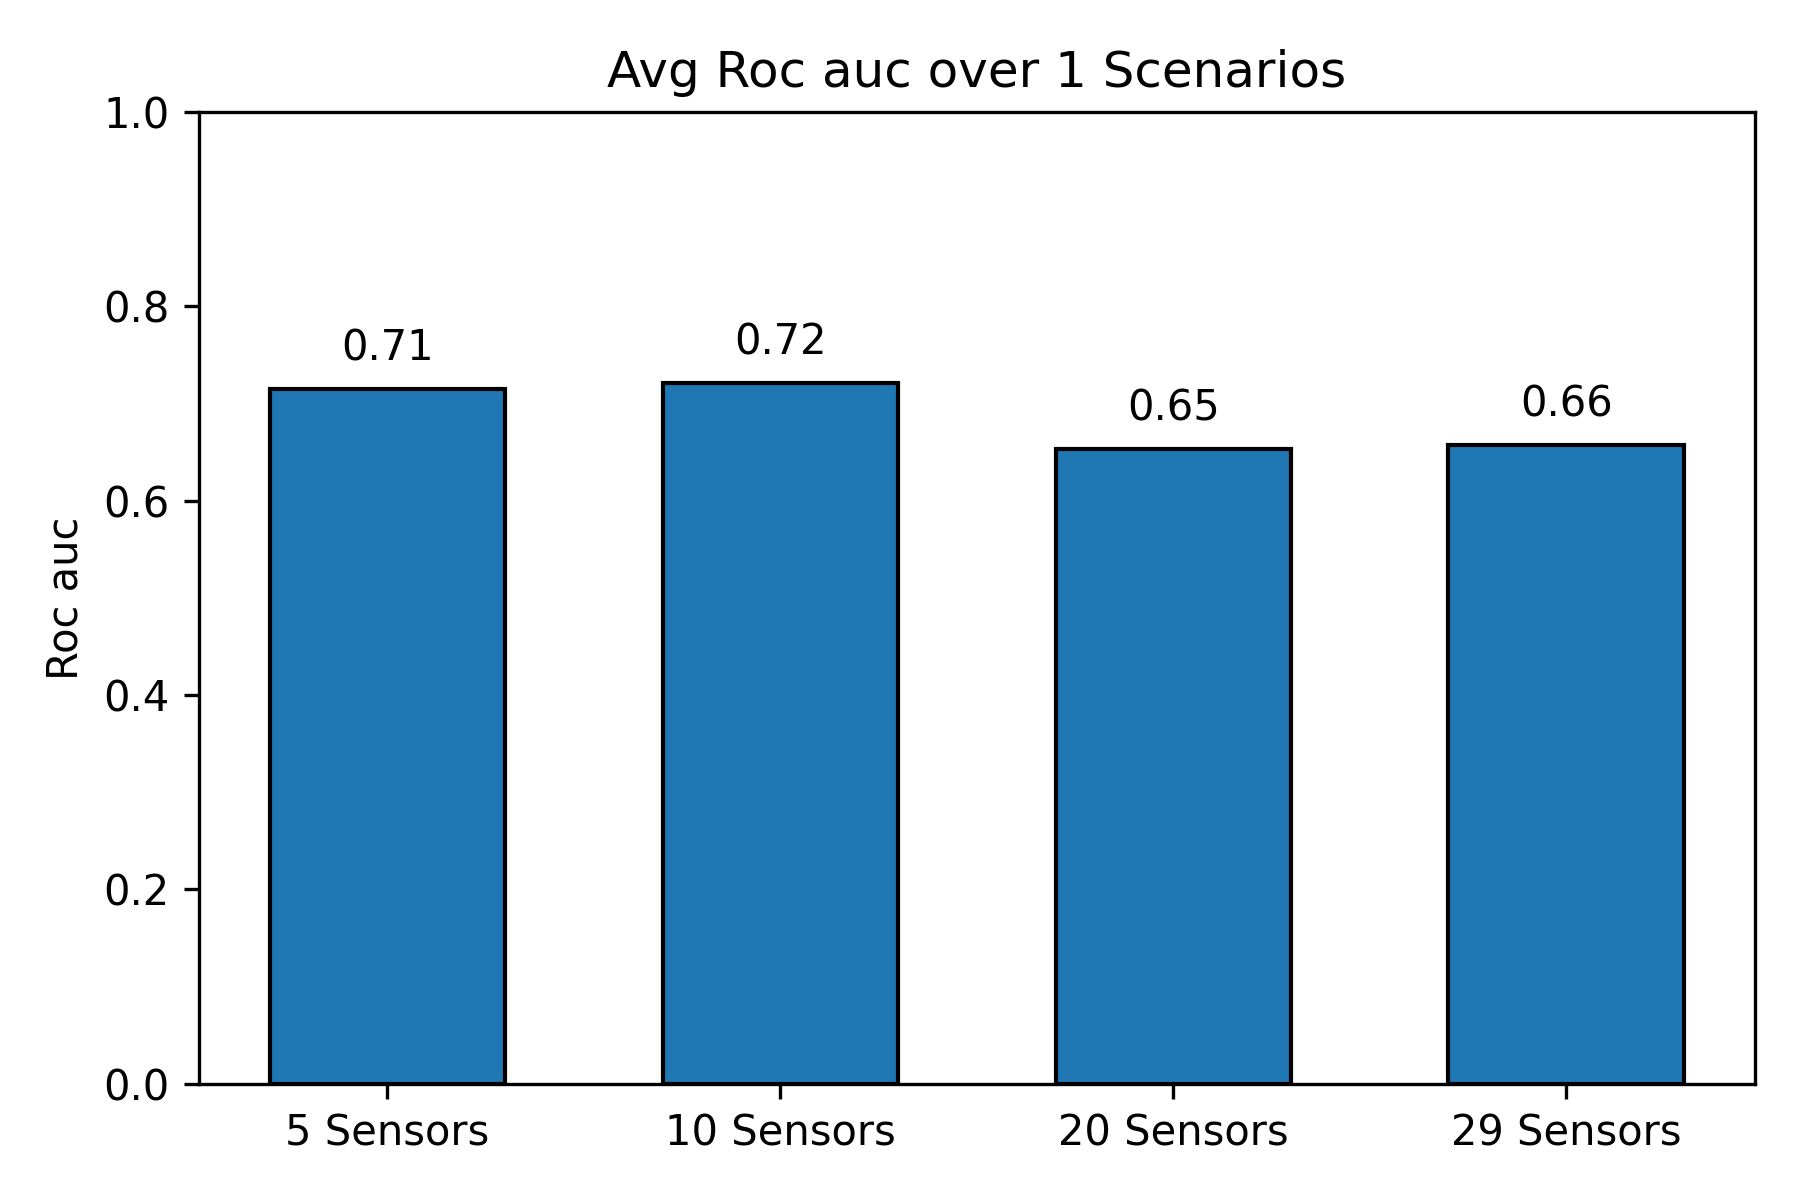 Avg Roc auc over 1 Scenarios
1.0
0.8
0.6
0.4
0.2
0.0
Roc auc
0.71
0.72
0.65
0.66
5 Sensors
10 Sensors
20 Sensors
29 Sensors